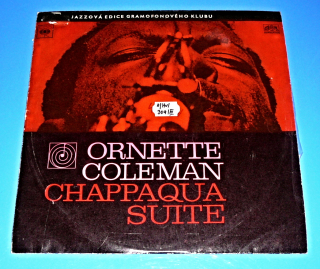 JAZZOVÁ EDICE GRAMOFONOVÉHO KLUBU
ORNETTE
COLEMAN
CHAPPAQUA
SUITE